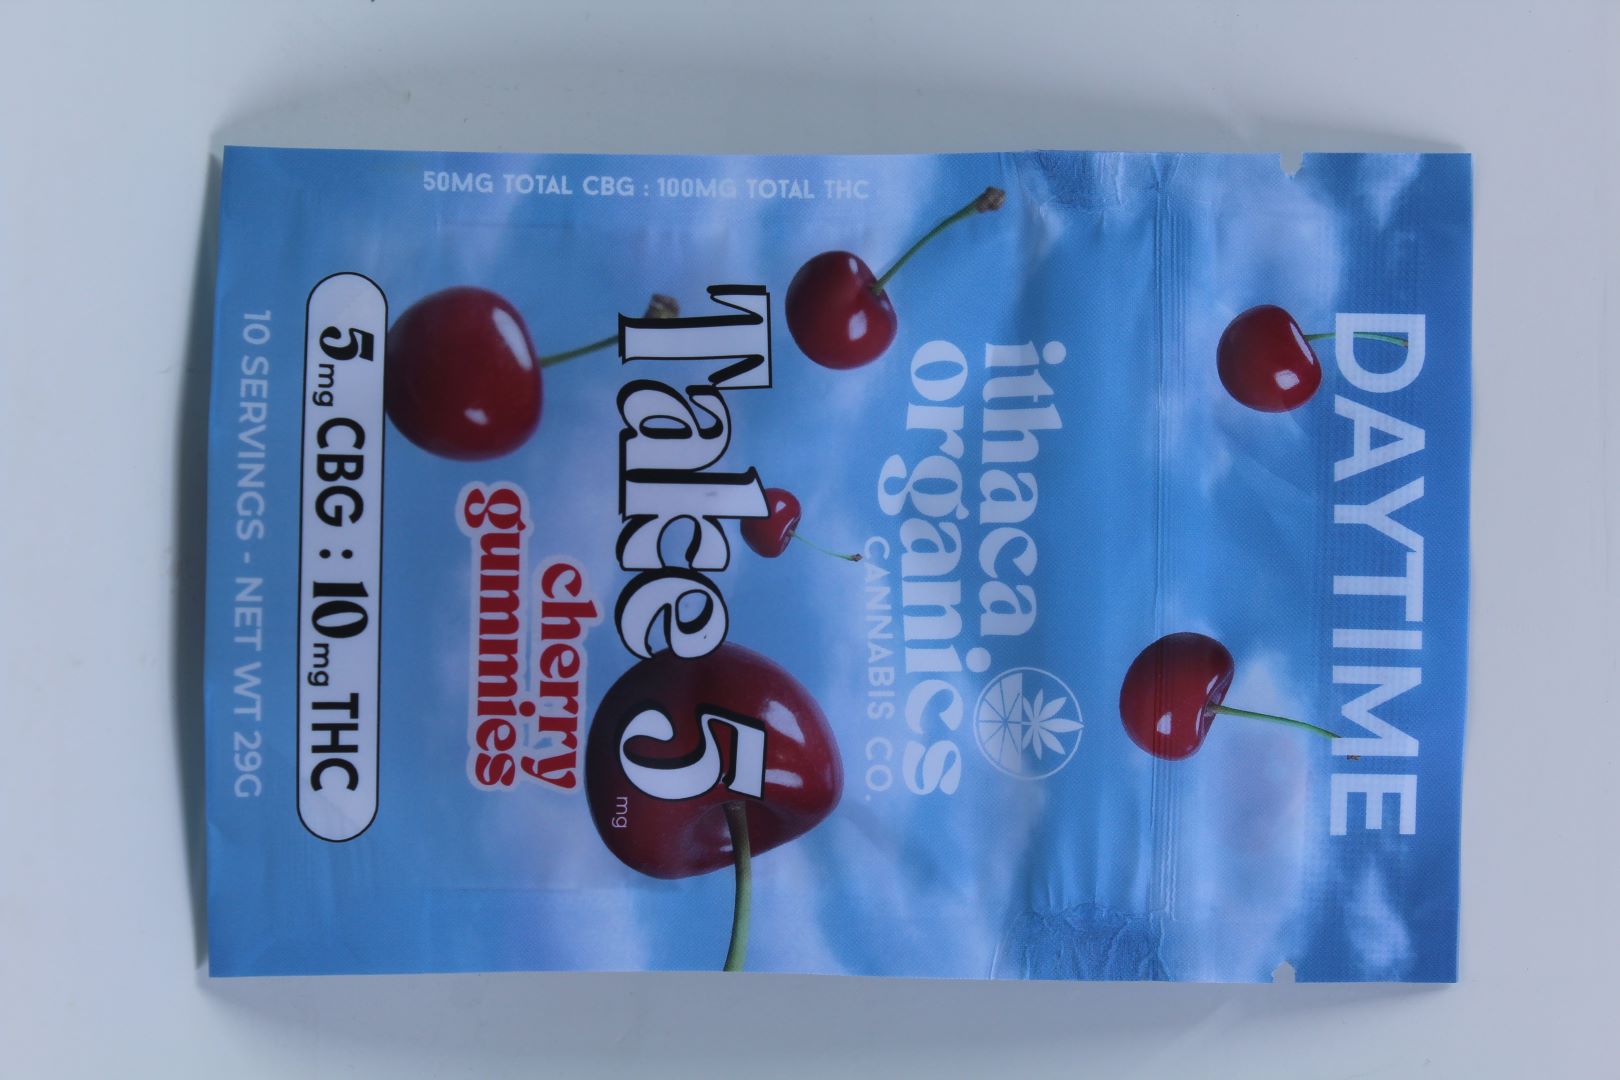 DAYTIME
ithaca
organics
CANNABIS CO.
Take 5
mg
cherry
gummies
5mg CBG : 10mg THC
10 SERVINGS - NET WT 29G
50MG TOTAL CBG : 100MG TOTAL THC